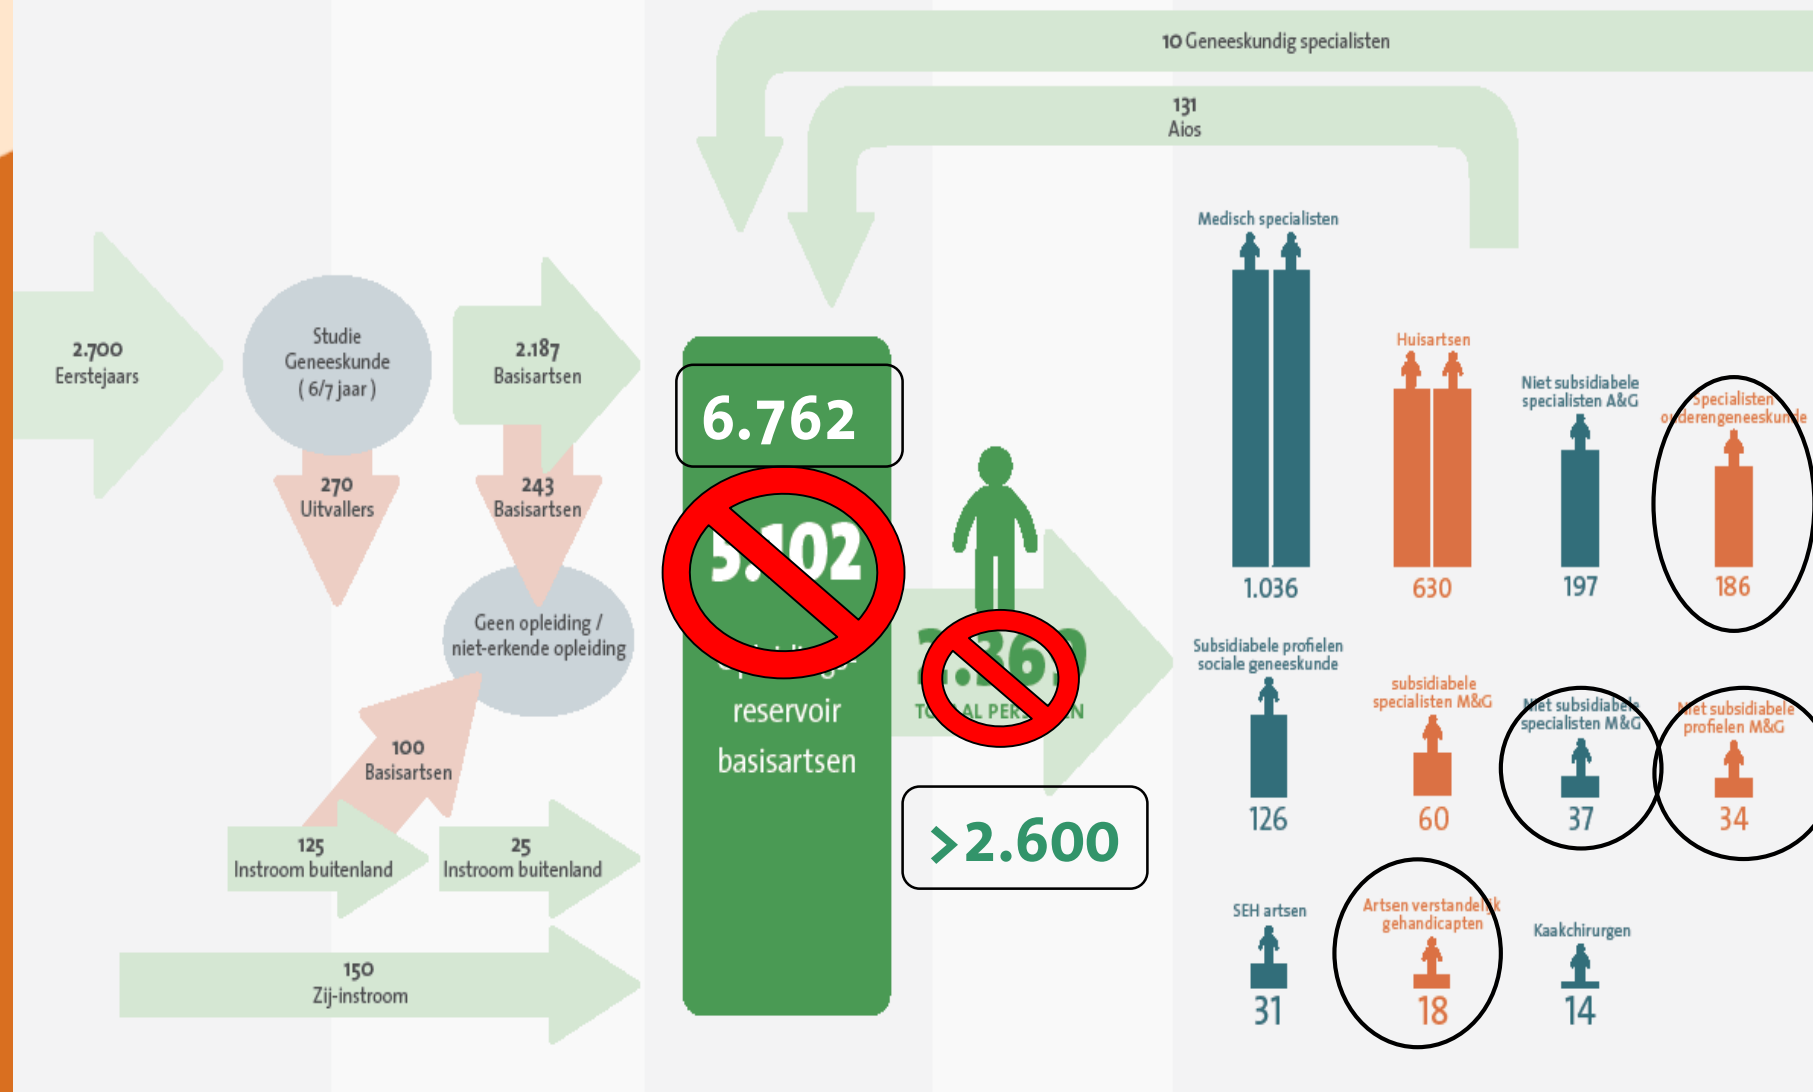 10 Geneeskundig specialisten
131
Aios
2.700
Eerstejaars
Studie
Geneeskunde
( 6/7 jaar )
2.187
Basisartsen
270
Uitvallers
243
Basisartsen
Geen opleiding /
niet-erkende opleiding
100
Basisartsen
125
Instroom buitenland
25
Instroom buitenland
150
Zij-instroom
6.762
5.102
reservoir
basisartsen
2.369
>2.600
Medisch specialisten
1.036
Huisartsen
630
Niet subsidiabele
specialisten A&G
197
Specialisten
ouderengeneeskunde
186
Subsidiabele profielen
sociale geneeskunde
126
subsidiabele
specialisten M&G
60
Niet subsidiabele
specialisten M&G
37
Niet subsidiabele
profielen M&G
34
SEH artsen
31
Artsen verstandelijk
gehandicapten
18
Kaakchirurgen
14